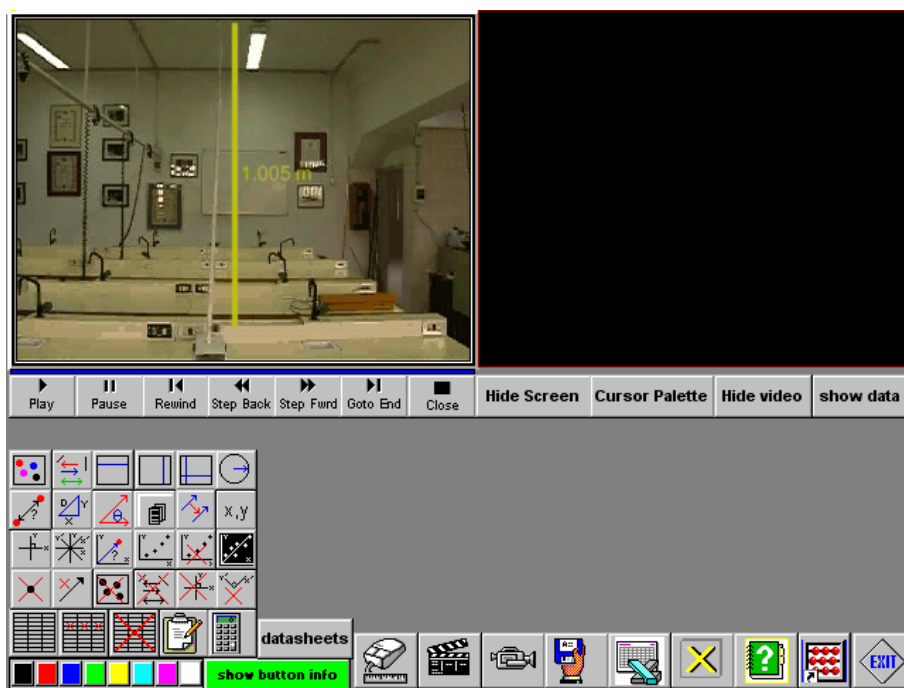 1.005 m
Play
Pause
Rewind
Step Back
Step Fwrd
Goto End
Close
Hide Screen
Cursor Palette
Hide video
show data
x,y
datasheets
show button info
EXIT